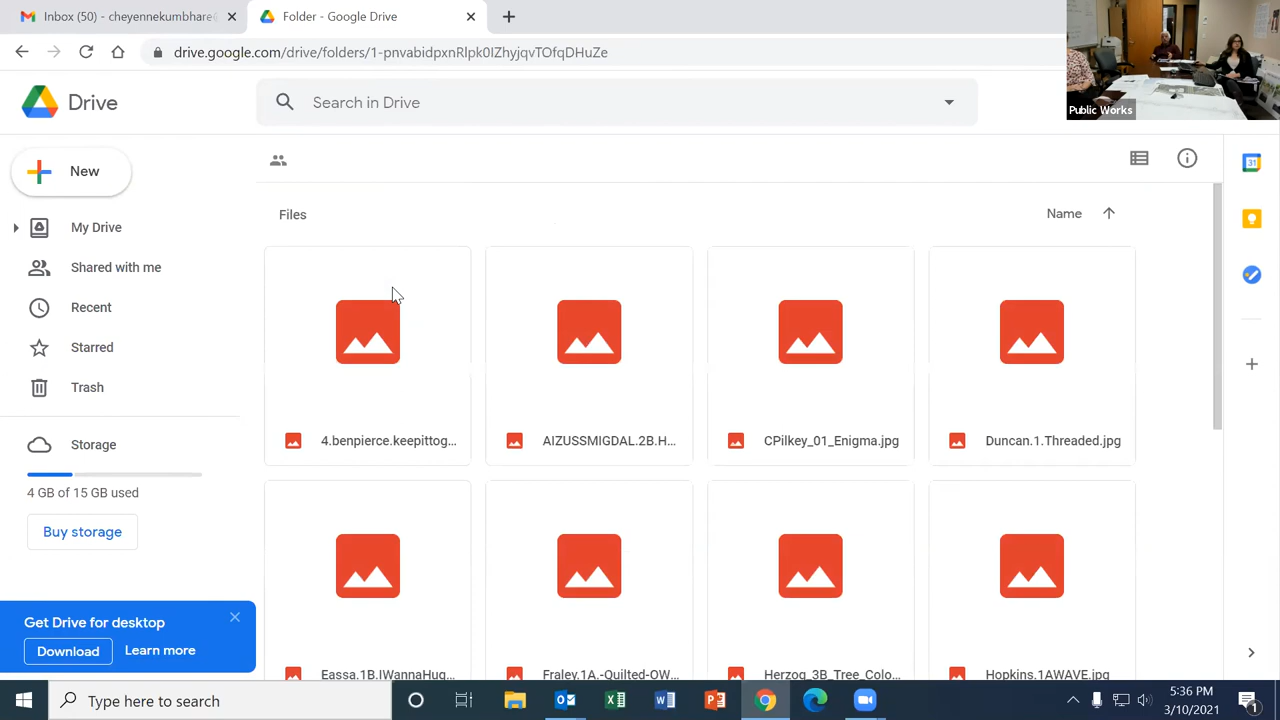 Inbox (50) - cheyennekumbhare
Folder - Google Drive
drive.google.com/drive/folders/1-pnvabidpxnRlpk0IZhyjqvTOfqDHuZe
Public Works
Drive
Search in Drive
New
Files
Name
31
My Drive
Shared with me
Recent
Starred
Trash
Storage
4 GB of 15 GB used
Buy storage
4.benpierce.keepittog...
AIZUSSMIGDAL.2B.H...
CPilkey_01_Enigma.jpg
Duncan.1.Threaded.jpg
Get Drive for desktop
Download
Learn more
Eassa.1B.IWannaHug...
Fraley.1A.-Quilted-OW...
Herzog_3B_Tree_Colo...
Hopkins.1AWAVE.jpg
Type here to search
5:36 PM
3/10/2021
1